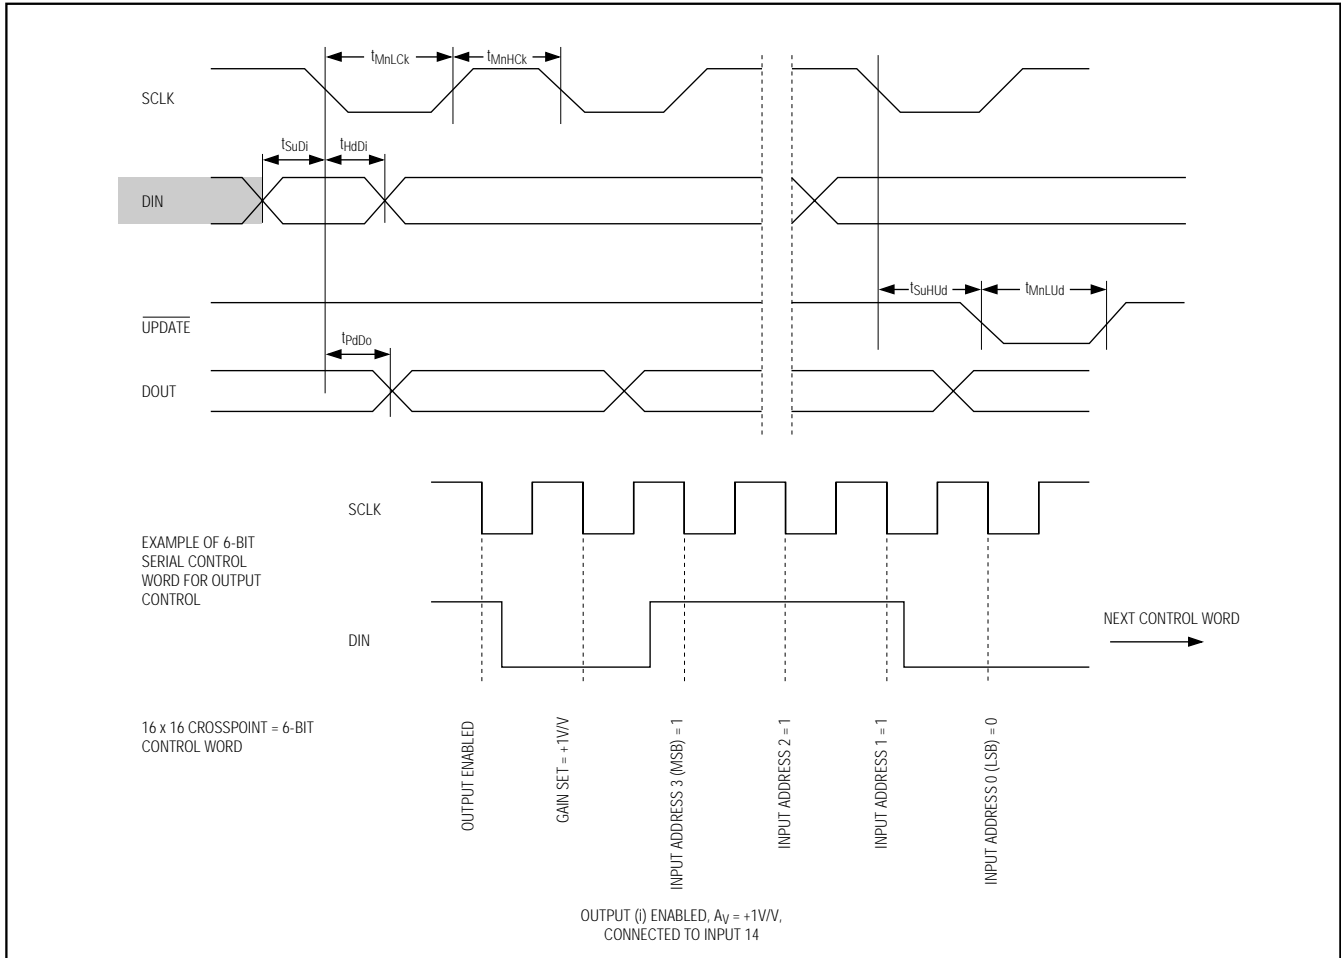 tMnLCk
tMnHCk
SCLK
tSuDi
tHdDi
DIN
tSuHUd
tMnLUd
UPDATE
tPdDo
DOUT
SCLK
EXAMPLE OF 6-BIT
SERIAL CONTROL
WORD FOR OUTPUT
CONTROL
DIN
NEXT CONTROL WORD
16 x 16 CROSSPOINT = 6-BIT
CONTROL WORD
OUTPUT ENABLED
GAIN SET = +1V/V
INPUT ADDRESS 3 (MSB) = 1
INPUT ADDRESS 2 = 1
INPUT ADDRESS 1 = 1
INPUT ADDRESS 0 (LSB) = 0
OUTPUT (i) ENABLED, AV = +1V/V,
CONNECTED TO INPUT 14